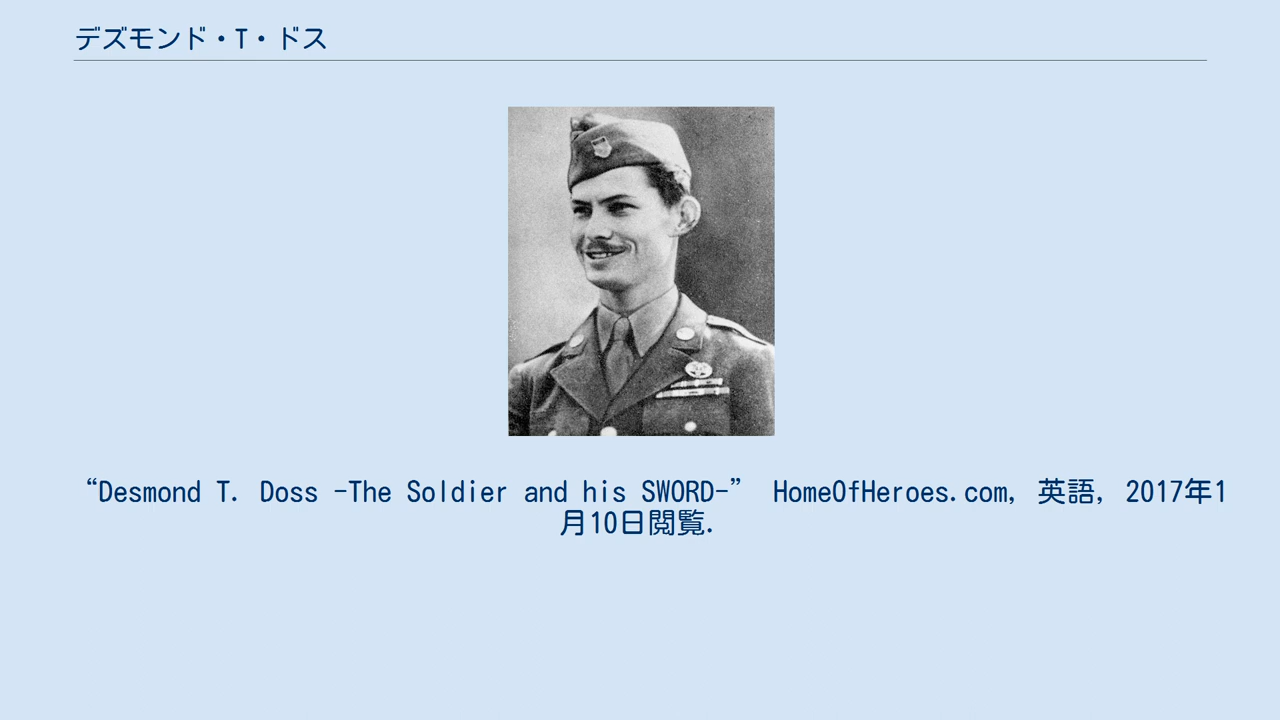 デズモンド・T・ドス
“Desmond T. Doss -The Soldier and his SWORD-” HomeOfHeroes.com, 英語, 2017年1
月10日閲覧.